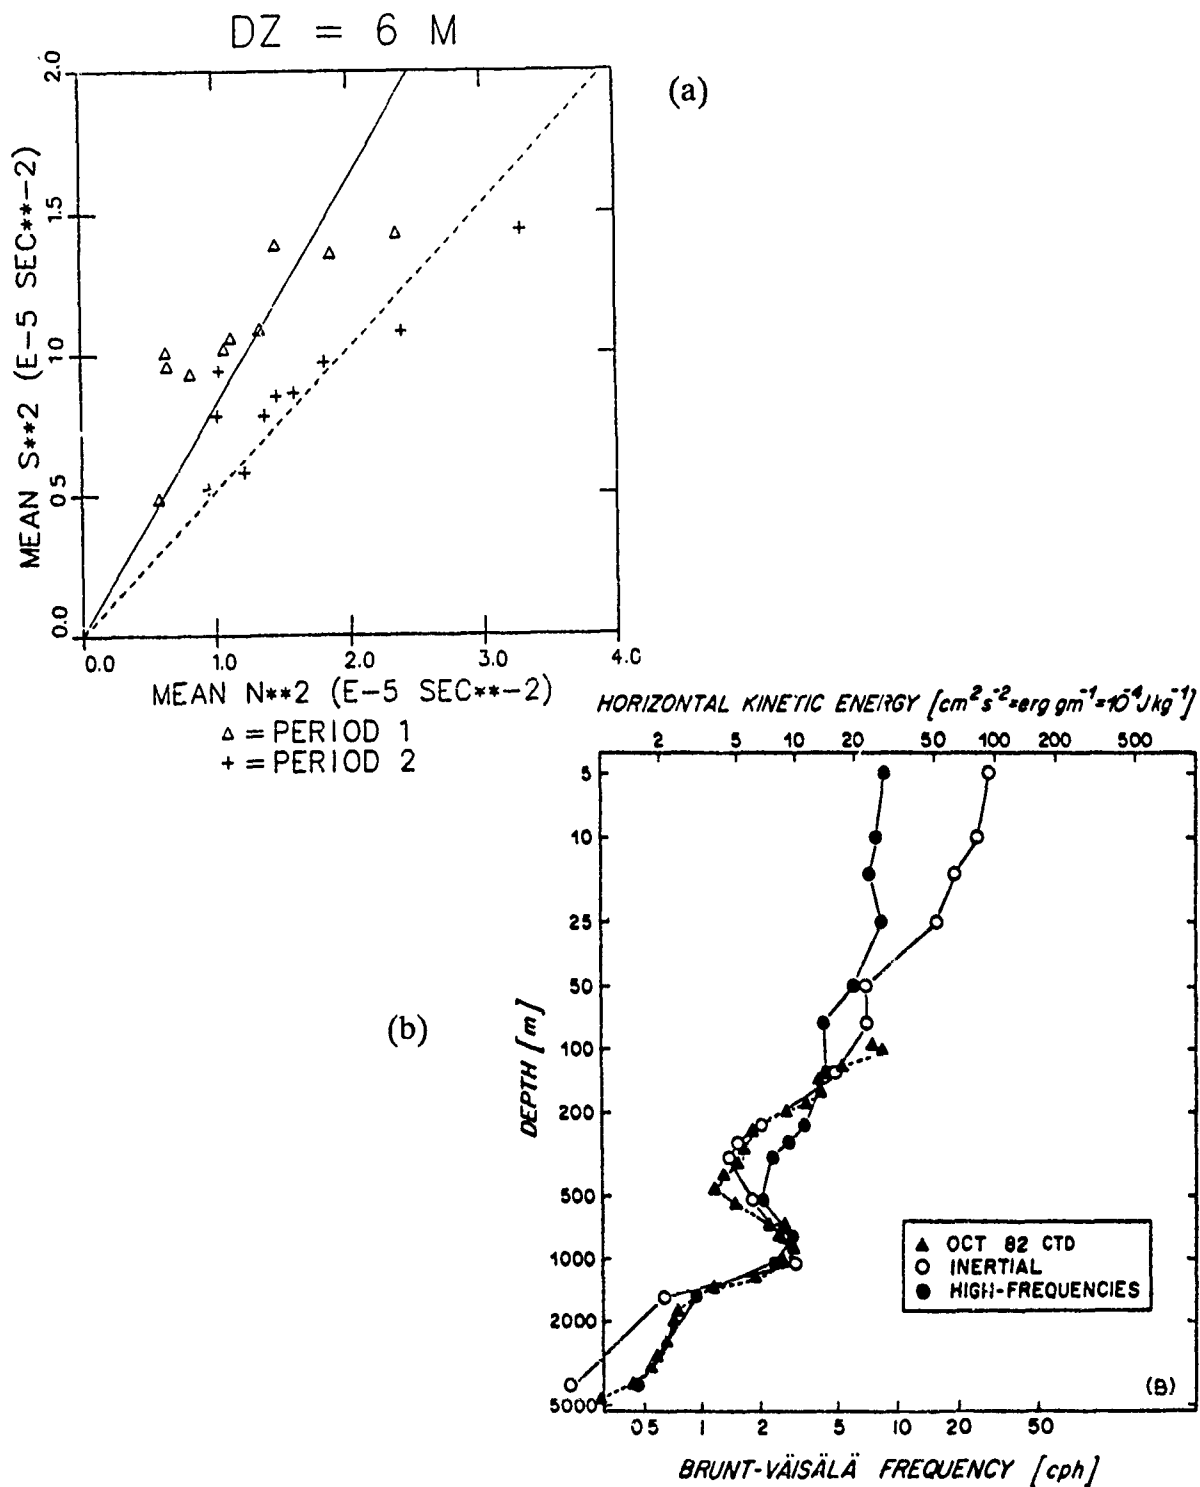 DZ = 6 M
(a)
2.0
1.5
1.0
0.5
0.0
MEAN S**2 (E-5 SEC**-2)
0.0 1.0 2.0 3.0 4.0
MEAN N**2 (E-5 SEC**-2)
△ = PERIOD 1
+ = PERIOD 2
(b)
HORIZONTAL KINETIC ENERGY [cm²s⁻²=erg gm⁻¹=10⁻⁴Jkg⁻¹]
2 5 10 20 50 100 200 500
5
10
25
50
100
200
500
1000
2000
5000
DEPTH [m]
▲ OCT 82 CTD
○ INERTIAL
● HIGH-FREQUENCIES
(B)
0.5 1 2 5 10 20 50
BRUNT-VÄISÄLÄ FREQUENCY [cph]